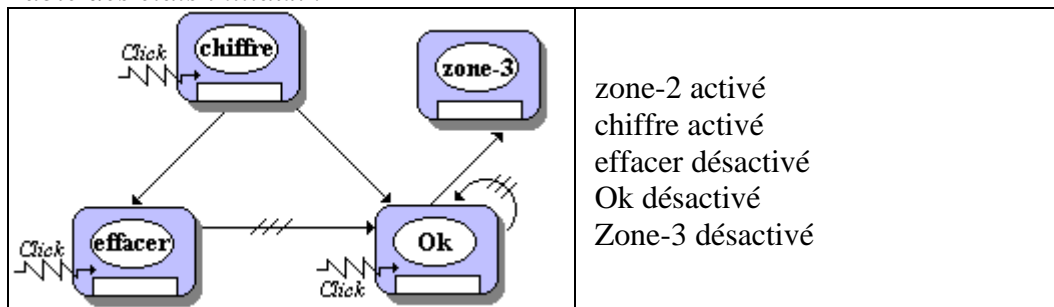 Click
chiffre
zone-3
Click
effacer
Ok
Click
zone-2 activé
chiffre activé
effacer désactivé
Ok désactivé
Zone-3 désactivé